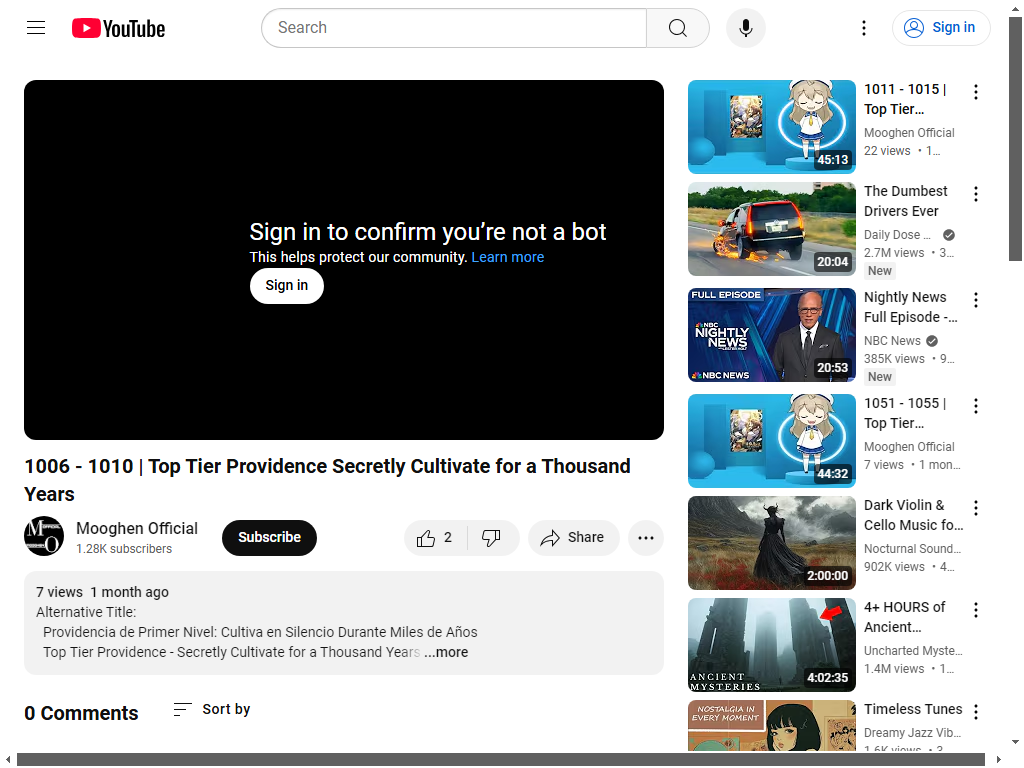 YouTube
Search
Sign in
Sign in to confirm you’re not a bot
This helps protect our community. Learn more
Sign in
1006 - 1010 | Top Tier Providence Secretly Cultivate for a Thousand
Years
Mooghen Official
1.28K subscribers
Subscribe
2
Share
7 views 1 month ago
Alternative Title:
Providencia de Primer Nivel: Cultiva en Silencio Durante Miles de Años
Top Tier Providence - Secretly Cultivate for a Thousand Years ...more
0 Comments
Sort by
45:13
1011 - 1015 |
Top Tier...
Mooghen Official
22 views • 1...
20:04
The Dumbest
Drivers Ever
Daily Dose ...
2.7M views • 3...
New
FULL EPISODE
NBC
NIGHTLY
NEWS
NBC NEWS
20:53
Nightly News
Full Episode -...
NBC News
385K views • 9...
New
44:32
1051 - 1055 |
Top Tier...
Mooghen Official
7 views • 1 mon...
2:00:00
Dark Violin &
Cello Music fo...
Nocturnal Sound...
902K views • 4...
ANCIENT
MYSTERIES
4:02:35
4+ HOURS of
Ancient...
Uncharted Myste...
1.4M views • 1...
NOSTALGIA IN
EVERY MOMENT
Timeless Tunes
Dreamy Jazz Vib...
1.6K views • 3